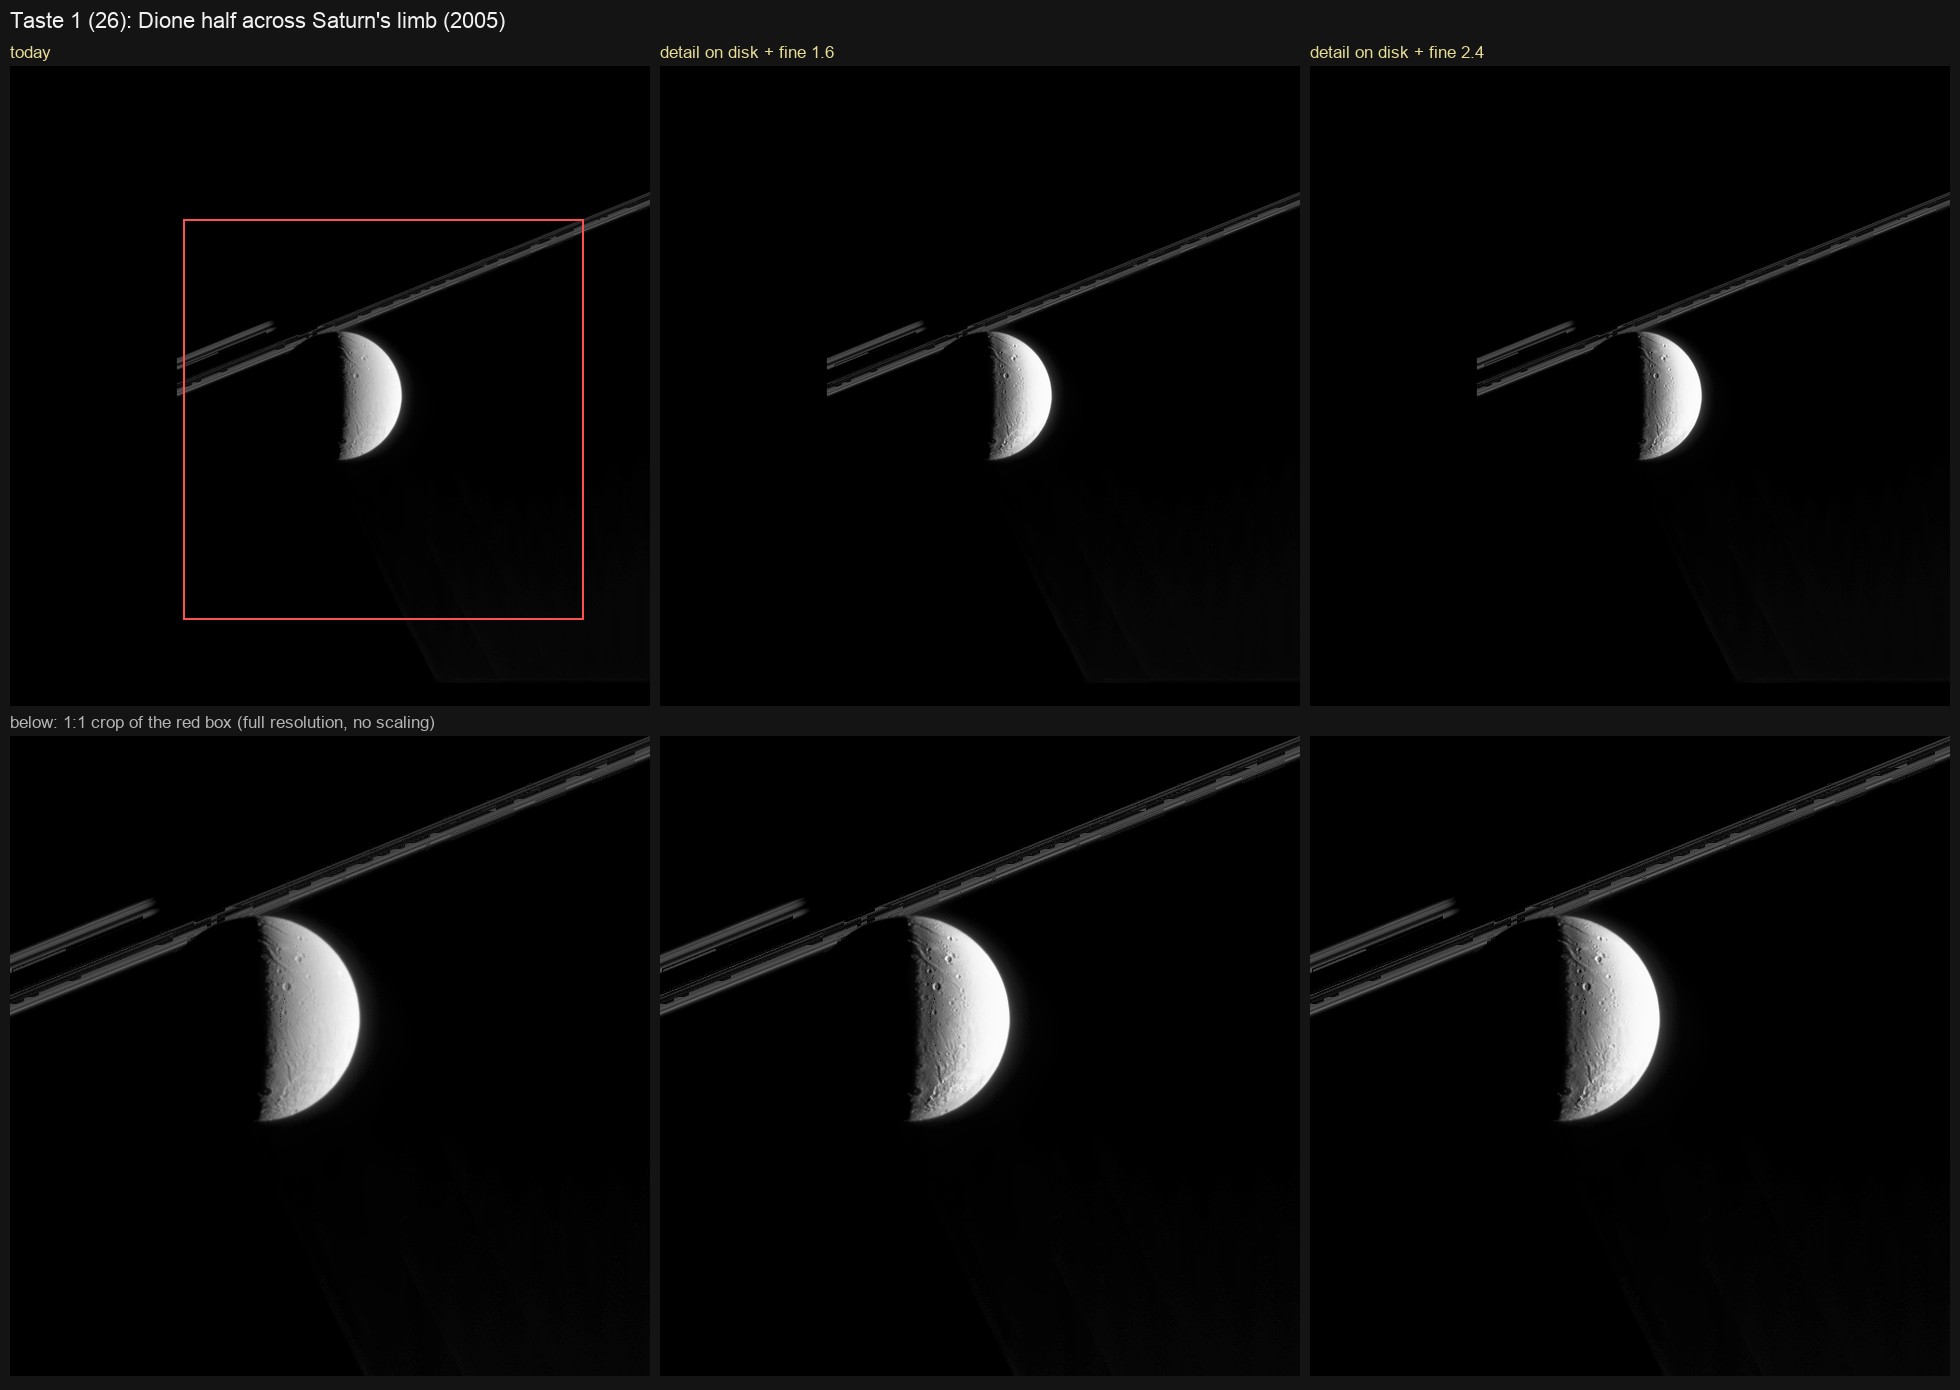 Taste 1 (26): Dione half across Saturn's limb (2005)
today
detail on disk + fine 1.6
detail on disk + fine 2.4
below: 1:1 crop of the red box (full resolution, no scaling)